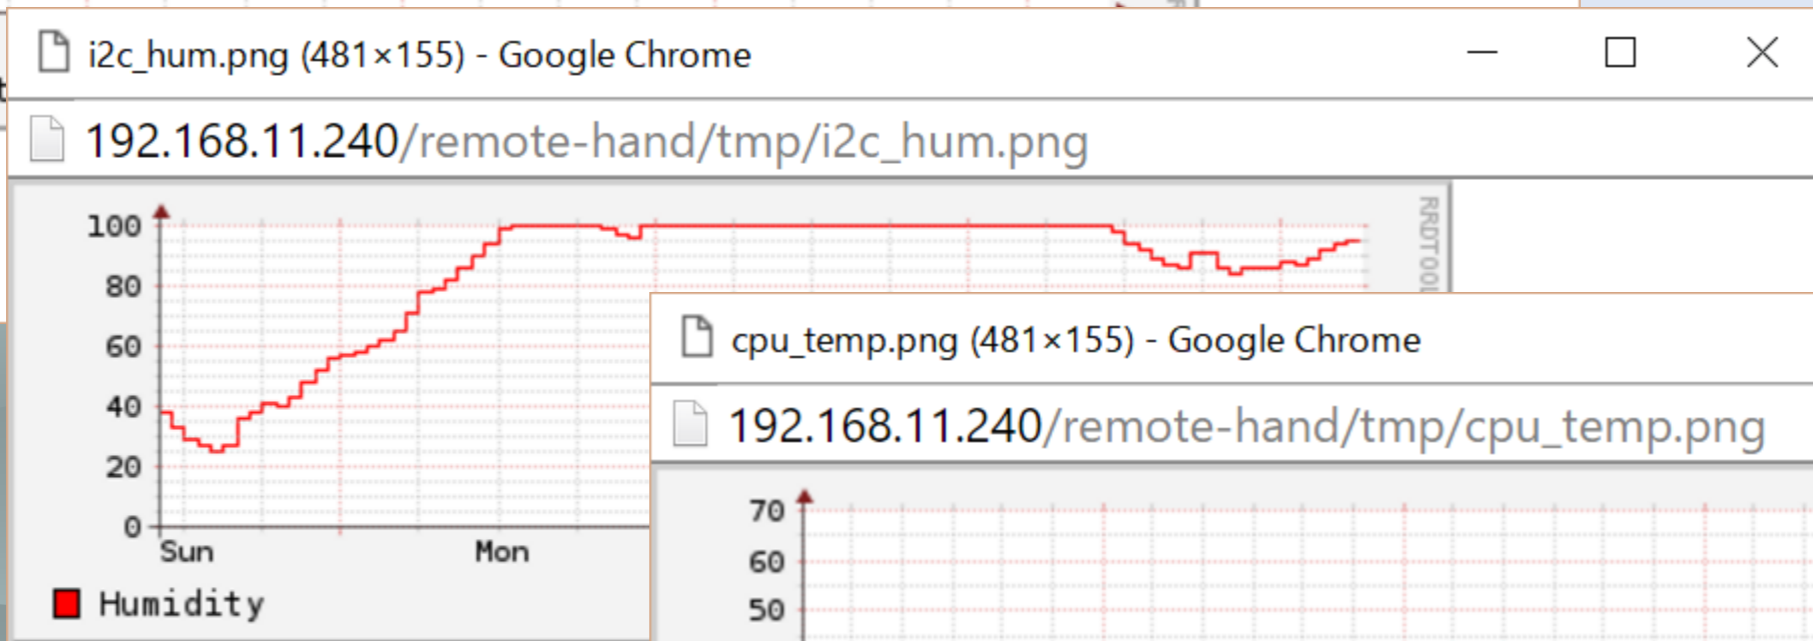 i2c_hum.png (481×155) - Google Chrome
192.168.11.240/remote-hand/tmp/i2c_hum.png
RRDTOOL
100
80
60
40
20
0
Sun Mon
Humidity
cpu_temp.png (481×155) - Google Chrome
192.168.11.240/remote-hand/tmp/cpu_temp.png
70
60
50